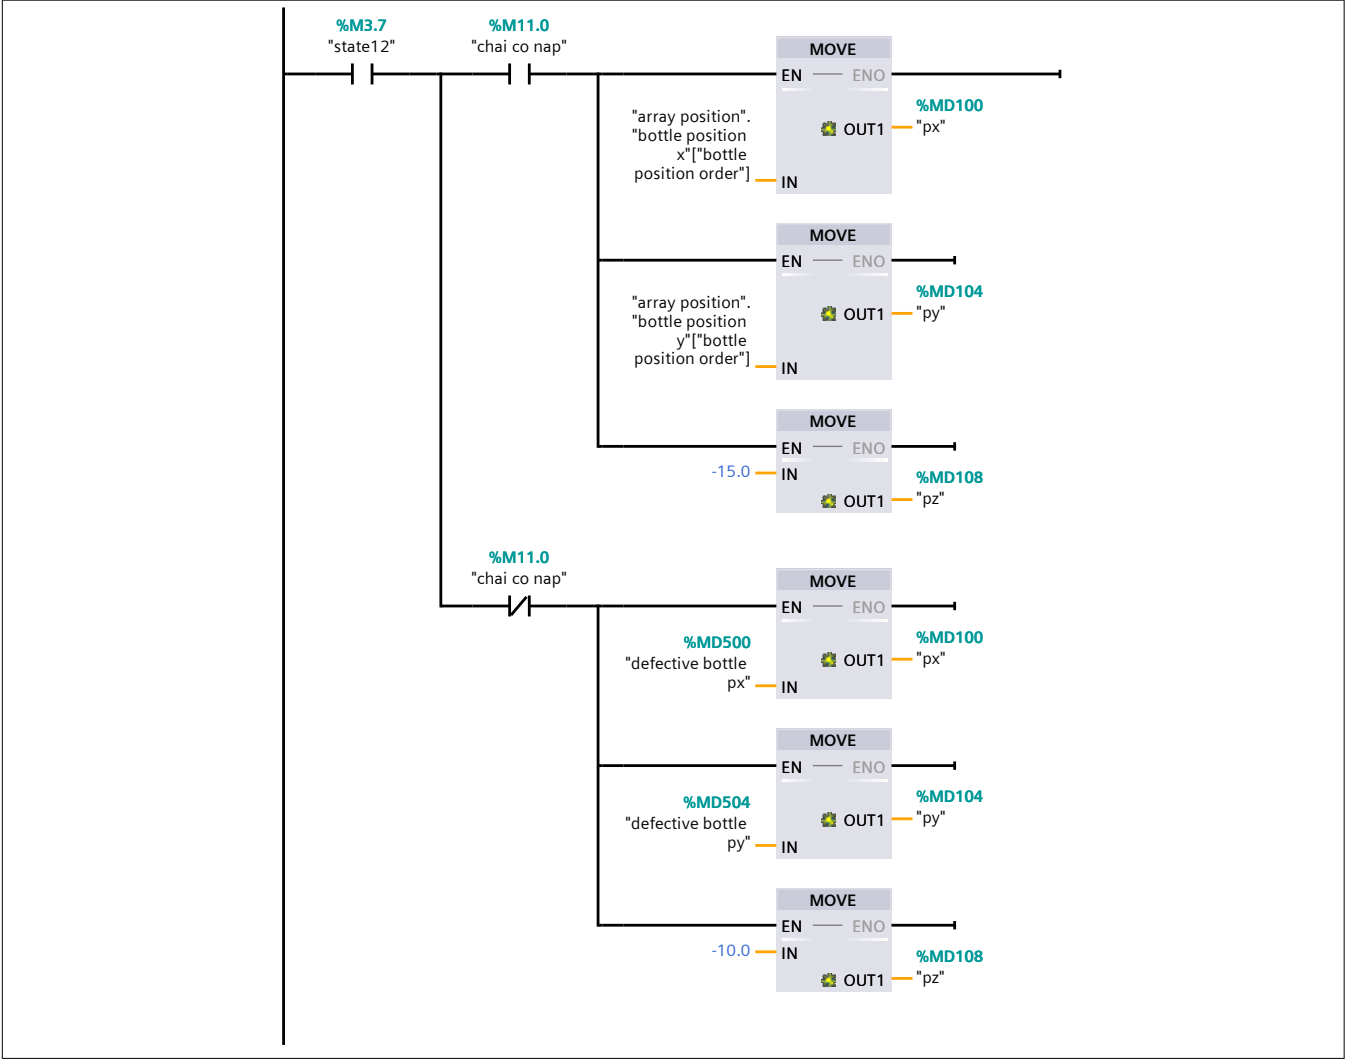 %M3.7
"state12"
%M11.0
"chai co nap"
MOVE
EN
ENO
"array position".
"bottle position
x"["bottle
position order"]
IN
OUT1
%MD100
"px"
MOVE
EN
ENO
"array position".
"bottle position
y"["bottle
position order"]
IN
OUT1
%MD104
"py"
MOVE
EN
ENO
-15.0
IN
OUT1
%MD108
"pz"
%M11.0
"chai co nap"
MOVE
EN
ENO
%MD500
"defective bottle
px"
IN
OUT1
%MD100
"px"
MOVE
EN
ENO
%MD504
"defective bottle
py"
IN
OUT1
%MD104
"py"
MOVE
EN
ENO
-10.0
IN
OUT1
%MD108
"pz"